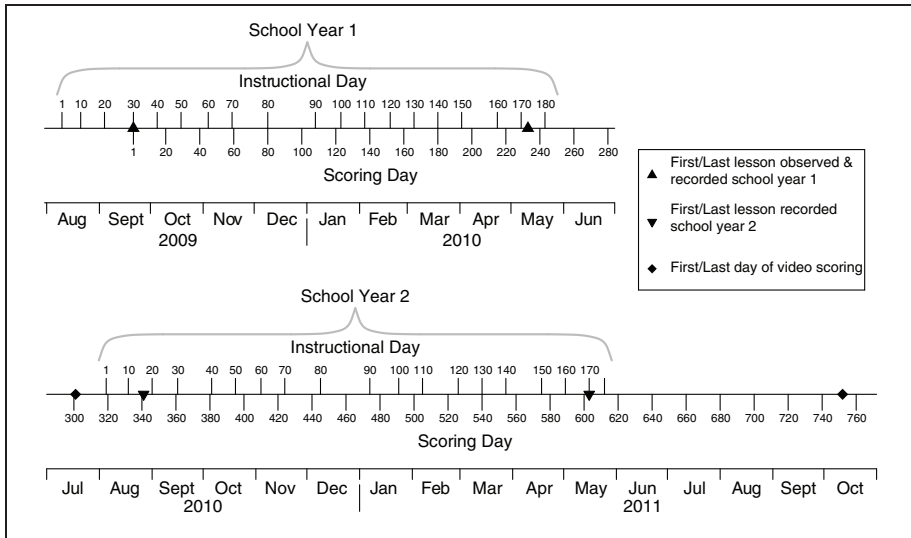 School Year 1
Instructional Day
1 10 20 30 40 50 60 70 80 90 100 110 120 130 140 150 160 170 180
1 20 40 60 80 100 120 140 160 180 200 220 240 260 280
Scoring Day
Aug Sept Oct Nov Dec Jan Feb Mar Apr May Jun
2009 2010
First/Last lesson observed &
recorded school year 1
First/Last lesson recorded
school year 2
First/Last day of video scoring
School Year 2
Instructional Day
1 10 20 30 40 50 60 70 80 90 100 110 120 130 140 150 160 170
300 320 340 360 380 400 420 440 460 480 500 520 540 560 580 600 620 640 660 680 700 720 740 760
Scoring Day
Jul Aug Sept Oct Nov Dec Jan Feb Mar Apr May Jun Jul Aug Sept Oct
2010 2011